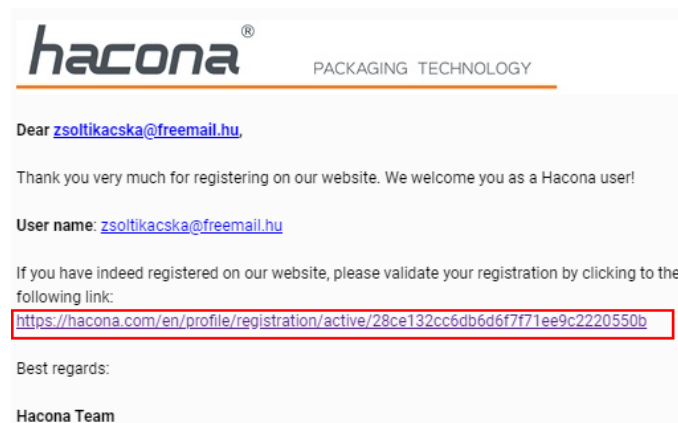 hacona®
PACKAGING TECHNOLOGY
Dear zsoltikacska@freemail.hu,
Thank you very much for registering on our website. We welcome you as a Hacona user!
User name: zsoltikacska@freemail.hu
If you have indeed registered on our website, please validate your registration by clicking to the
following link:
https://hacona.com/en/profile/registration/active/28ce132cc6db6d6f7f71ee9c2220550b
Best regards:
Hacona Team